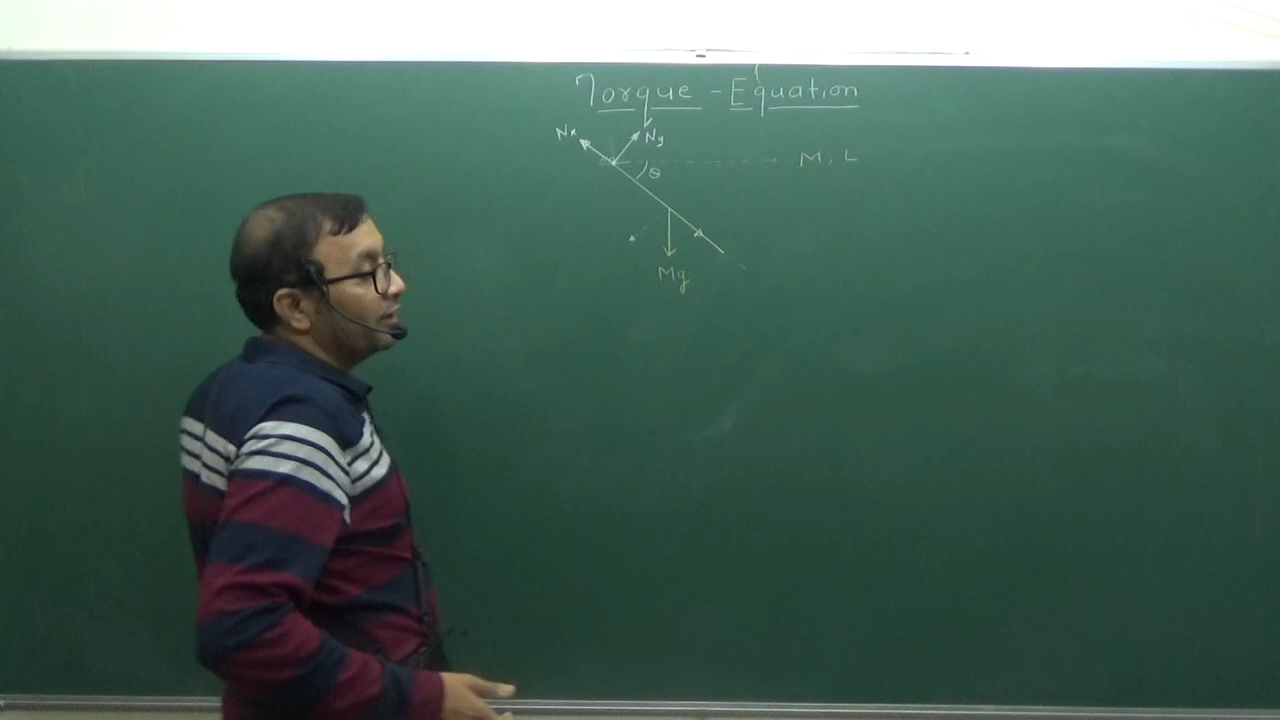 Torque - Equation
Nx Ny
θ M, L
Mg